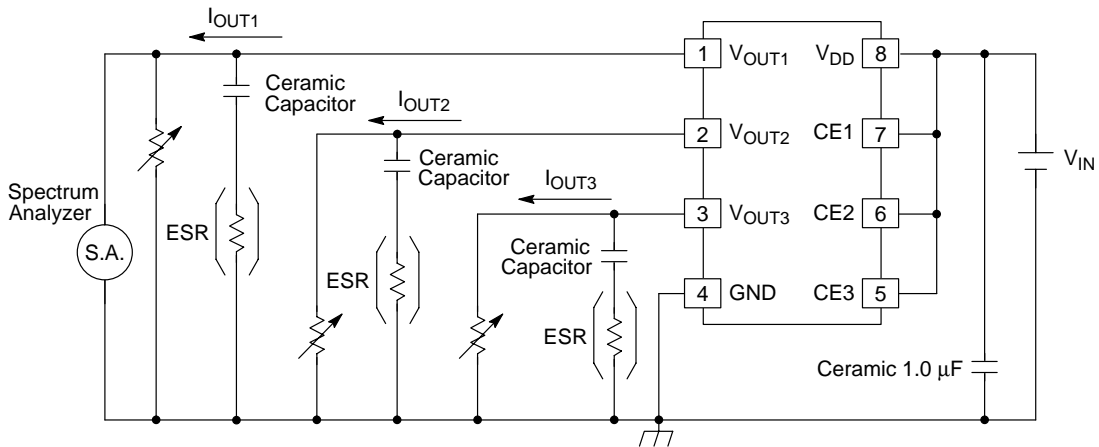 IOUT1
Ceramic
Capacitor
IOUT2
Ceramic
Capacitor
IOUT3
Ceramic
Capacitor
Spectrum
Analyzer
S.A.
ESR
ESR
ESR
1 VOUT1 VDD 8
2 VOUT2 CE1 7
3 VOUT3 CE2 6
4 GND CE3 5
VIN
Ceramic 1.0 μF